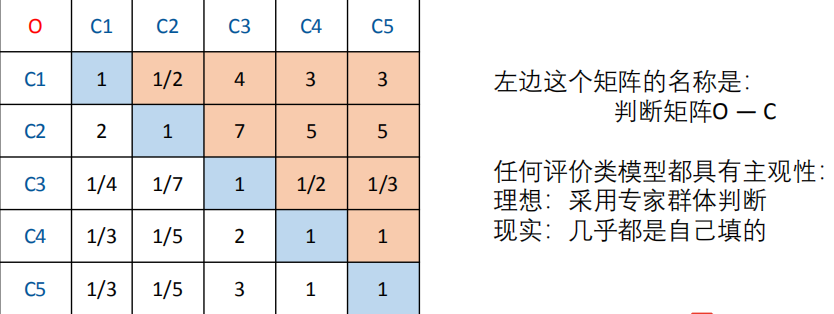 O C1 C2 C3 C4 C5
C1 1 1/2 4 3 3
C2 2 1 7 5 5
C3 1/4 1/7 1 1/2 1/3
C4 1/3 1/5 2 1 1
C5 1/3 1/5 3 1 1
左边这个矩阵的名称是：
判断矩阵O — C
任何评价类模型都具有主观性：
理想：采用专家群体判断
现实：几乎都是自己填的